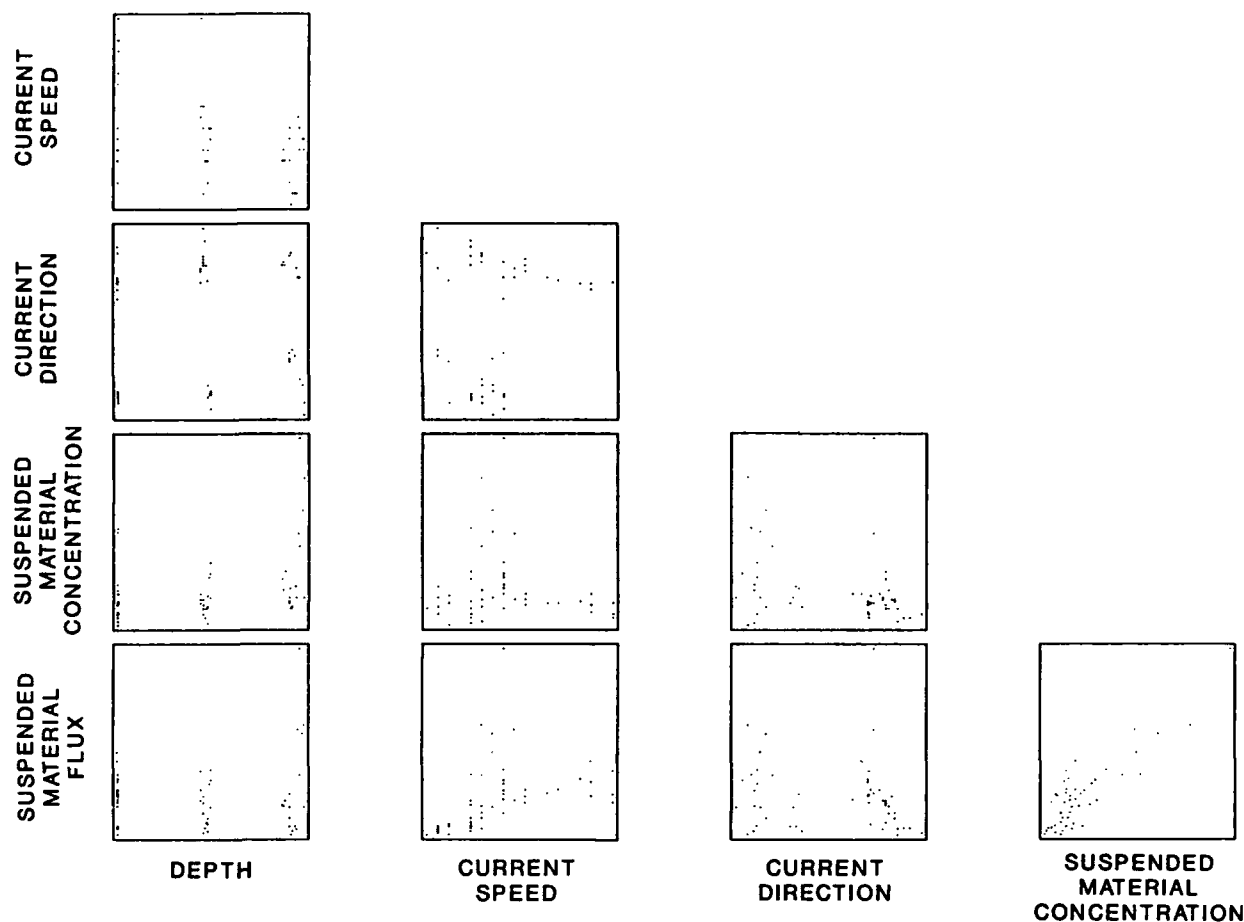 CURRENT
SPEED
CURRENT
DIRECTION
SUSPENDED
MATERIAL
CONCENTRATION
SUSPENDED
MATERIAL
FLUX
DEPTH
CURRENT
SPEED
CURRENT
DIRECTION
SUSPENDED
MATERIAL
CONCENTRATION